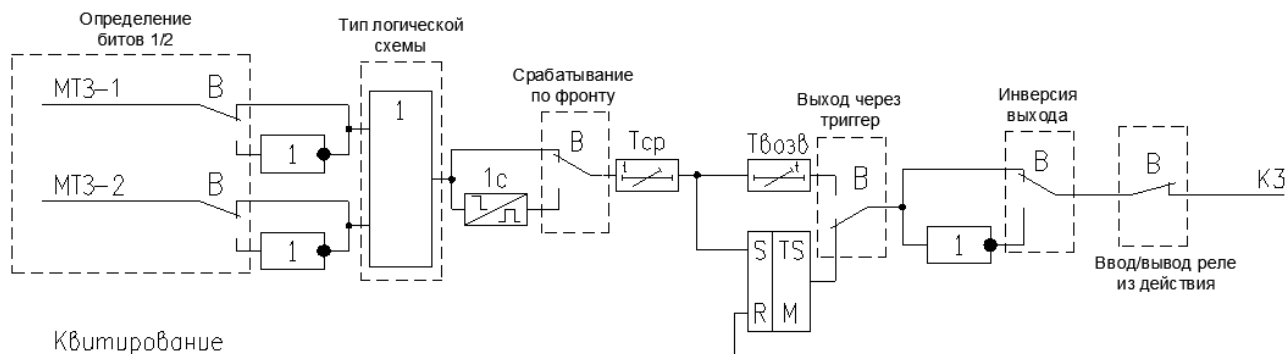 Определение
битов 1/2
Тип логической
схемы
Срабатывание
по фронту
Выход через
триггер
Инверсия
выхода
МТЗ-1
В
1
1
МТЗ-2
В
1
1с
В
Тср
Твозв
t
t
В
S TS
R M
1
В
В
К3
Ввод/вывод реле
из действия
Квитирование